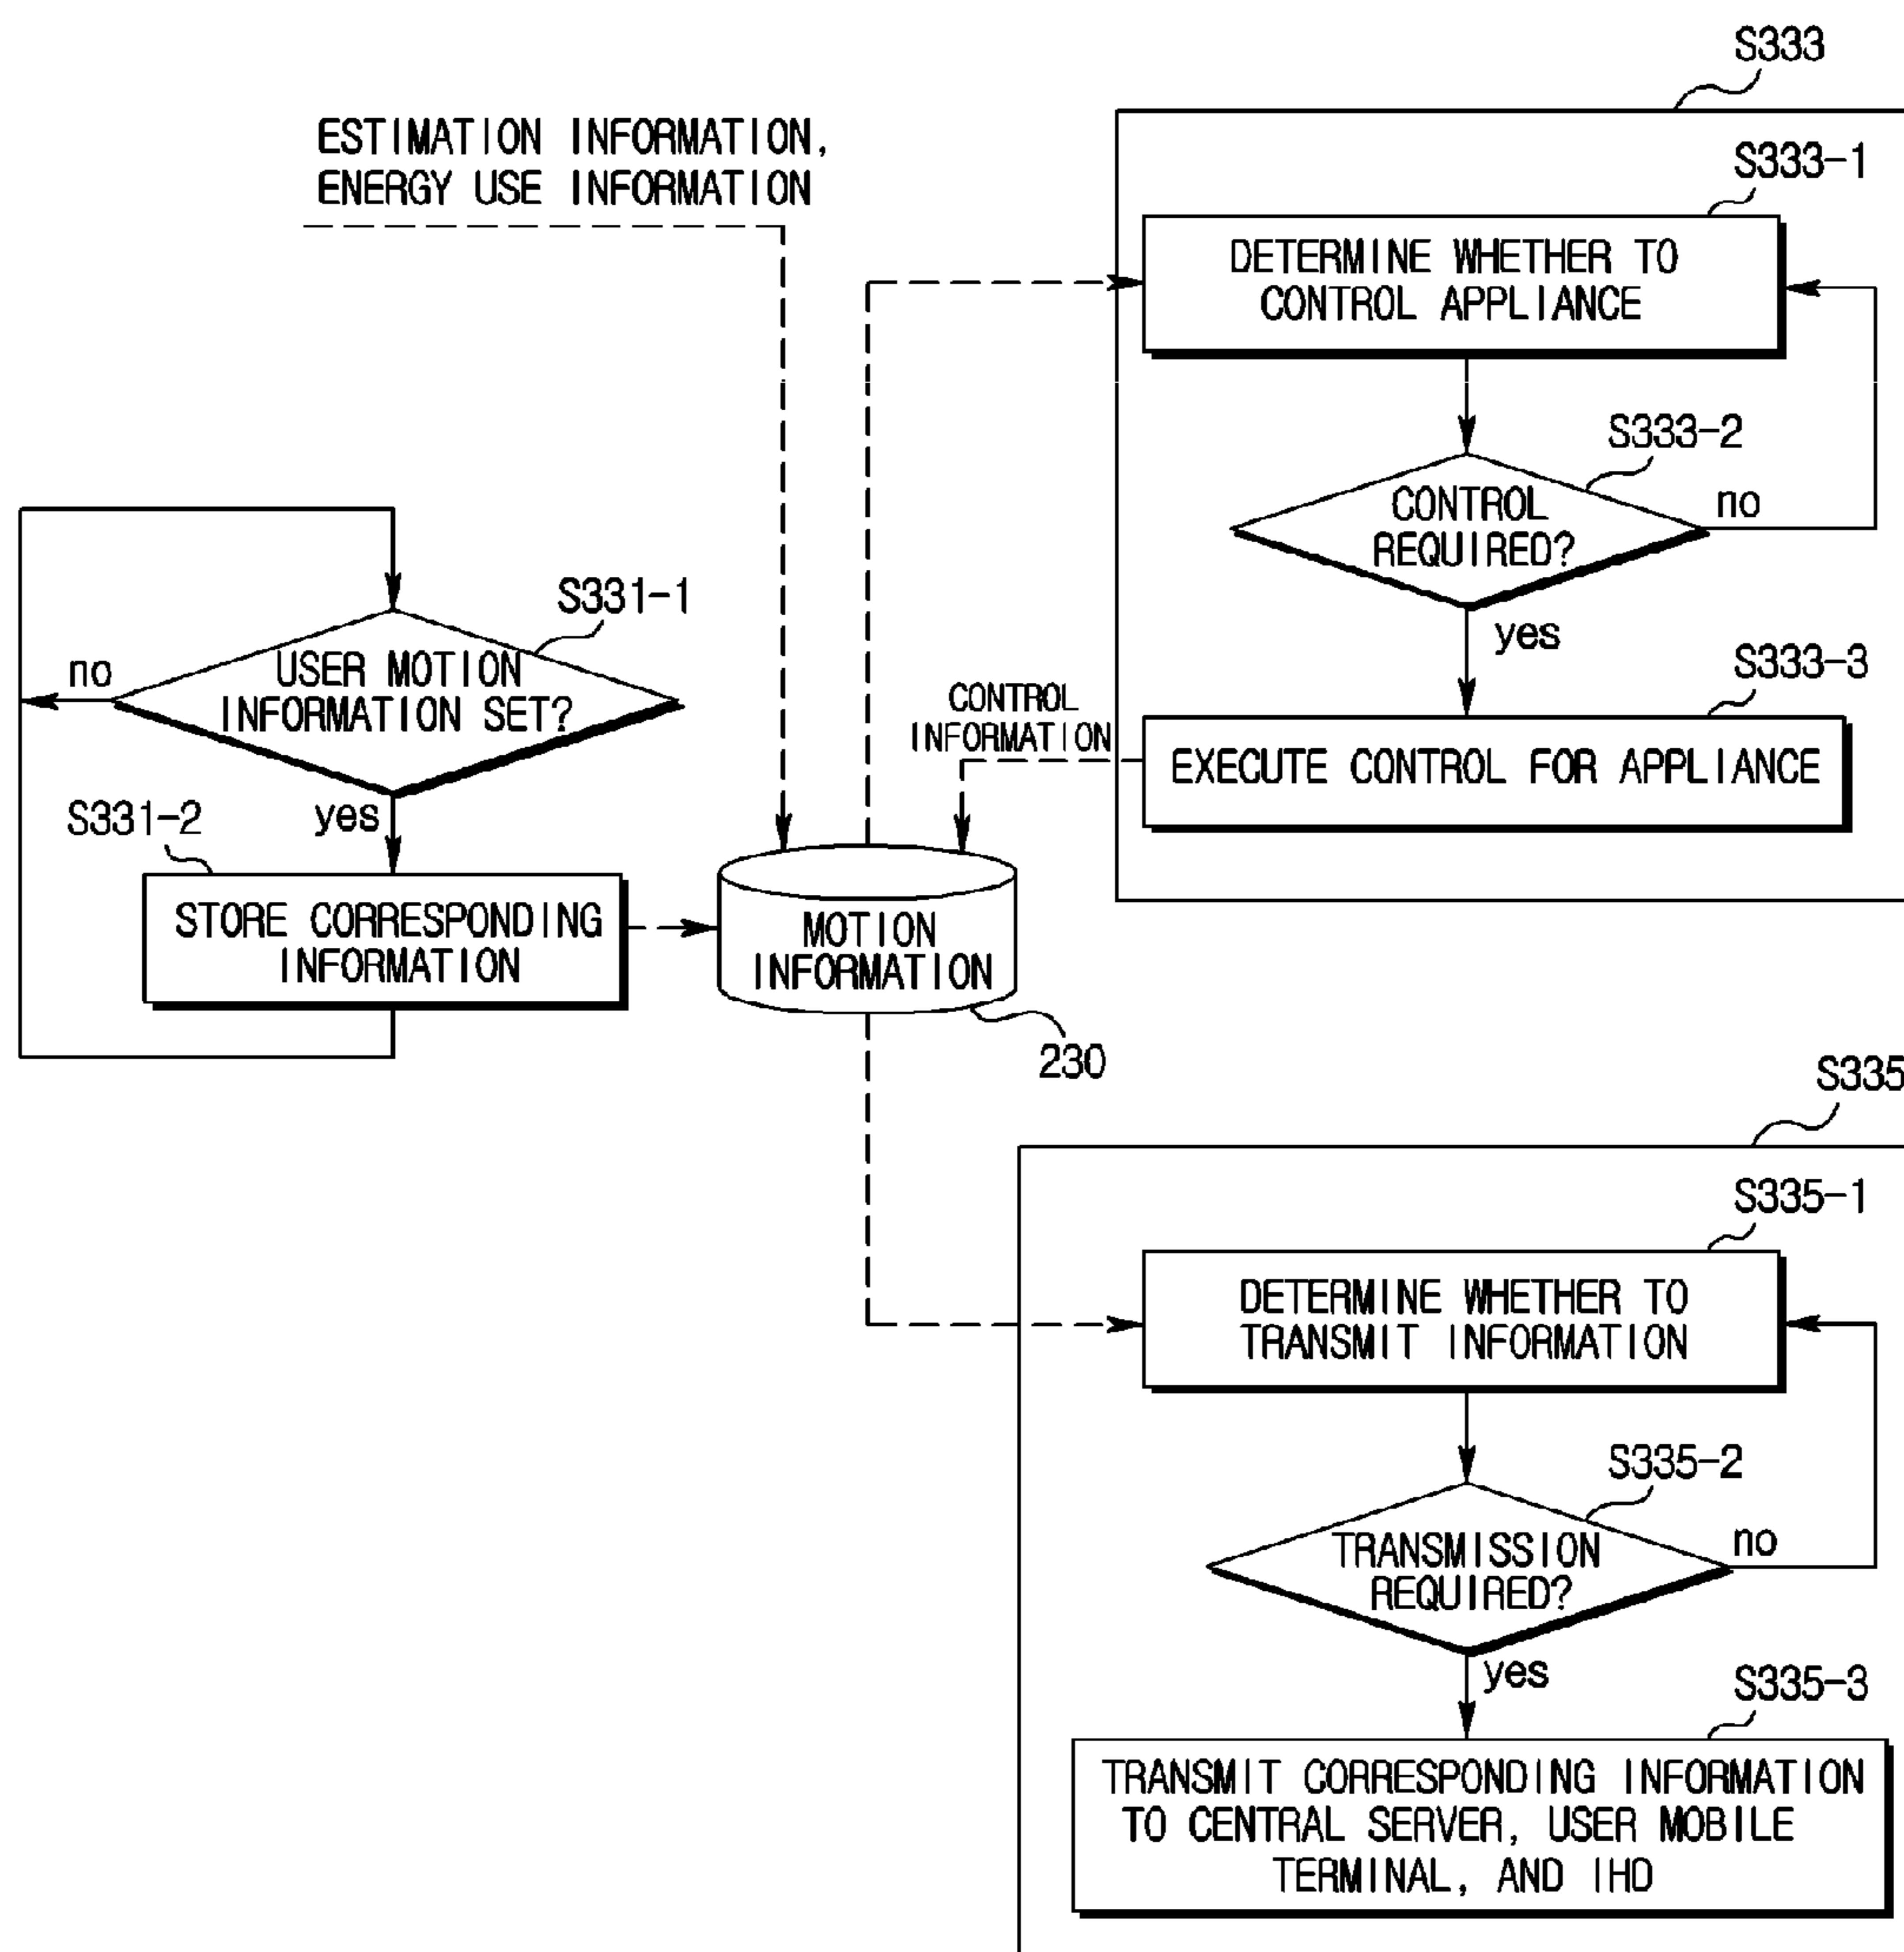 S333
ESTIMATION INFORMATION,
ENERGY USE INFORMATION
S333-1
DETERMINE WHETHER TO
CONTROL APPLIANCE
S333-2
CONTROL
REQUIRED?
no
yes
S333-3
EXECUTE CONTROL FOR APPLIANCE
CONTROL
INFORMATION
S331-1
USER MOTION
INFORMATION SET?
no
yes
S331-2
STORE CORRESPONDING
INFORMATION
MOTION
INFORMATION
230
S335
S335-1
DETERMINE WHETHER TO
TRANSMIT INFORMATION
S335-2
TRANSMISSION
REQUIRED?
no
yes
S335-3
TRANSMIT CORRESPONDING INFORMATION
TO CENTRAL SERVER, USER MOBILE
TERMINAL, AND IHD